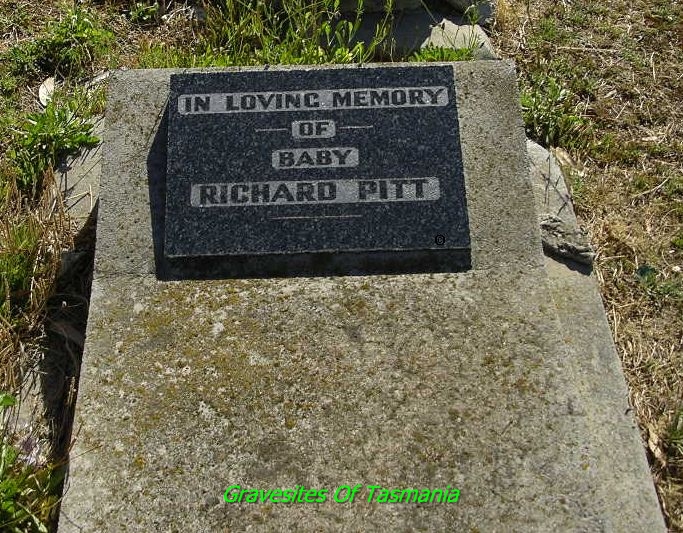 IN LOVING MEMORY
OF
BABY
RICHARD PITT
Gravesites Of Tasmania